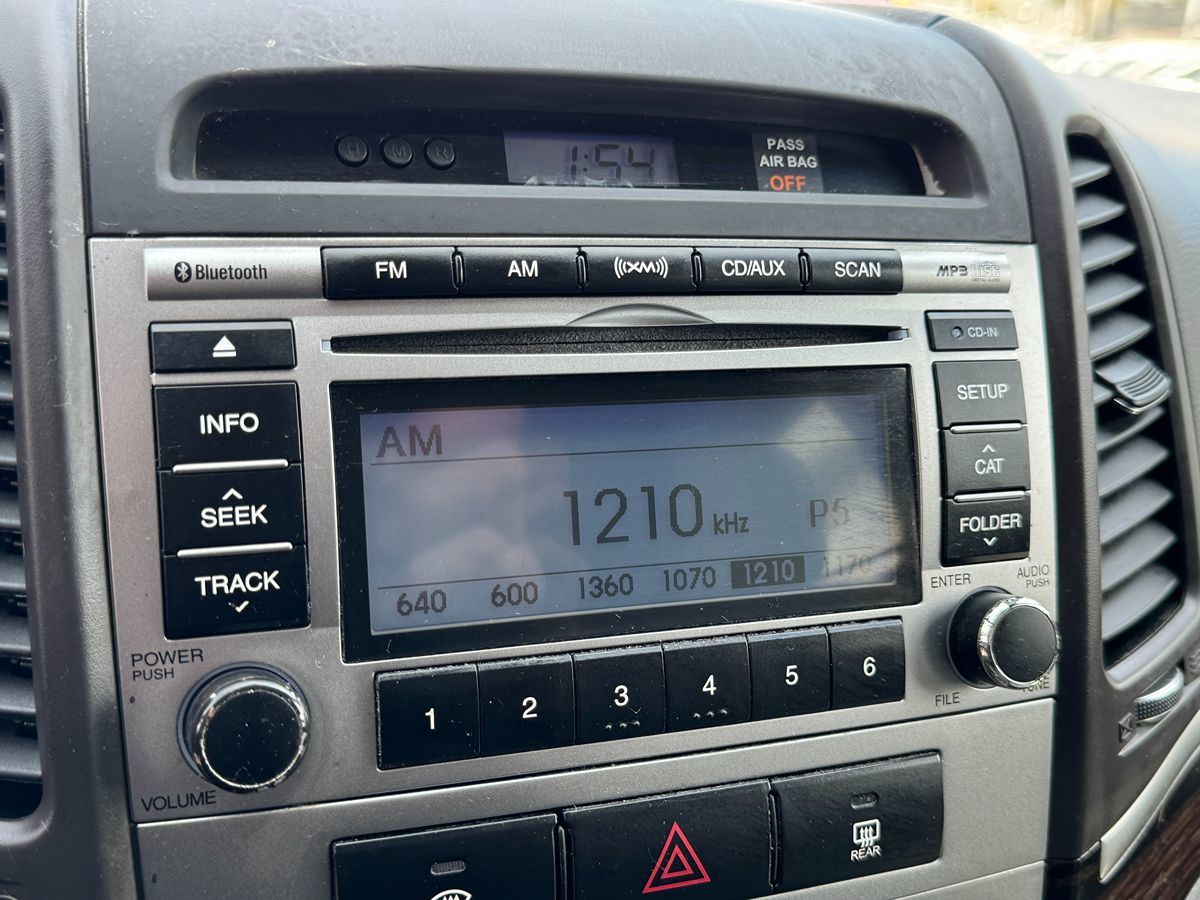 H M R
1:54
PASS
AIR BAG
OFF
Bluetooth
FM AM ((XM)) CD/AUX SCAN
MP3 disc
CD-IN
INFO
SEEK
TRACK
SETUP
CAT
FOLDER
AM
1210 kHz P5
640 600 1360 1070 1210 1170
POWER
PUSH
VOLUME
ENTER
AUDIO
PUSH
FILE
TUNE
1 2 3 4 5 6
REAR